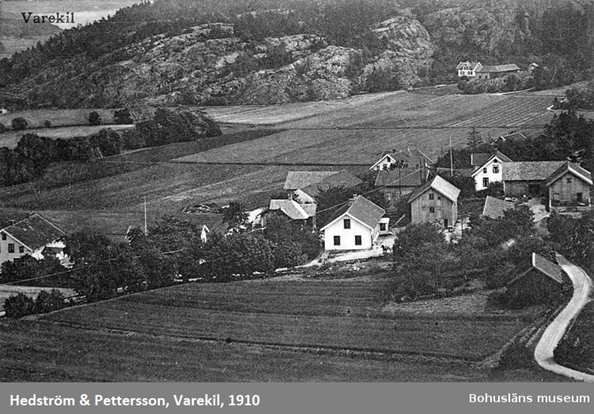 Varekil
Hedström & Pettersson, Varekil, 1910
Bohusläns museum